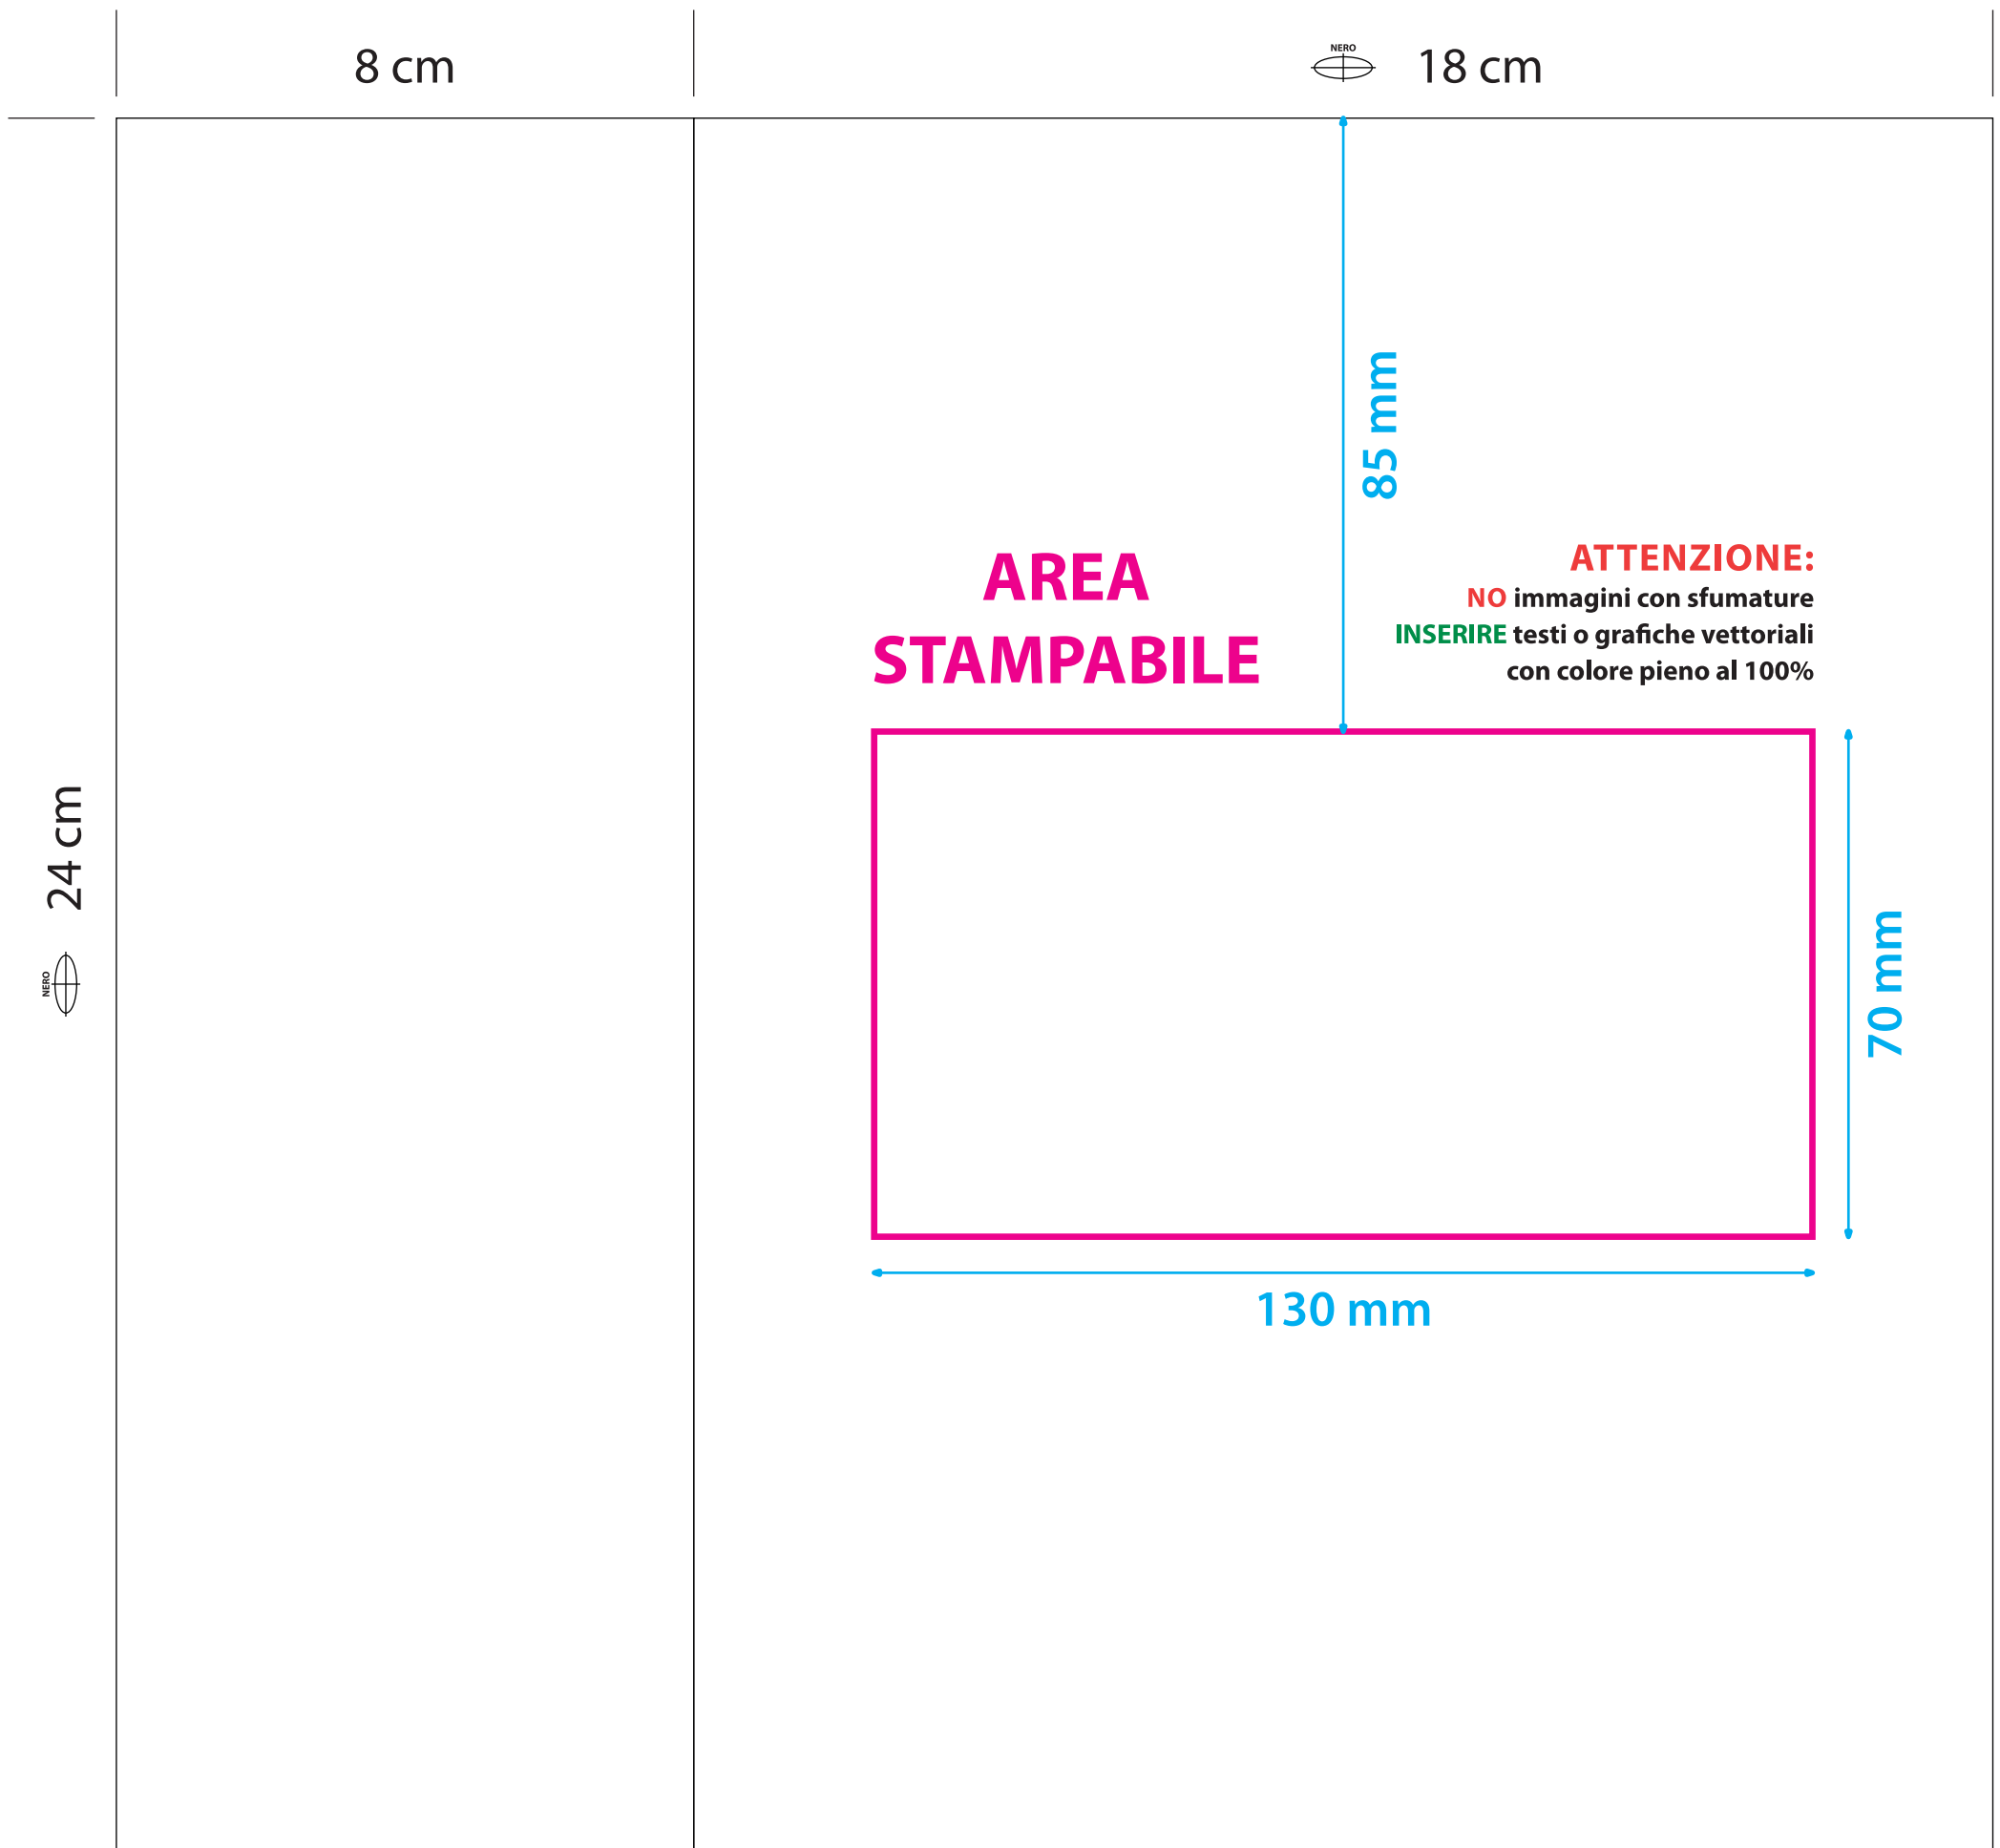 8 cm
NERO
18 cm
85 mm
AREA
STAMPABILE
ATTENZIONE:
NO immagini con sfumature
INSERIRE testi o grafiche vettoriali
con colore pieno al 100%
24 cm
NERO
70 mm
130 mm